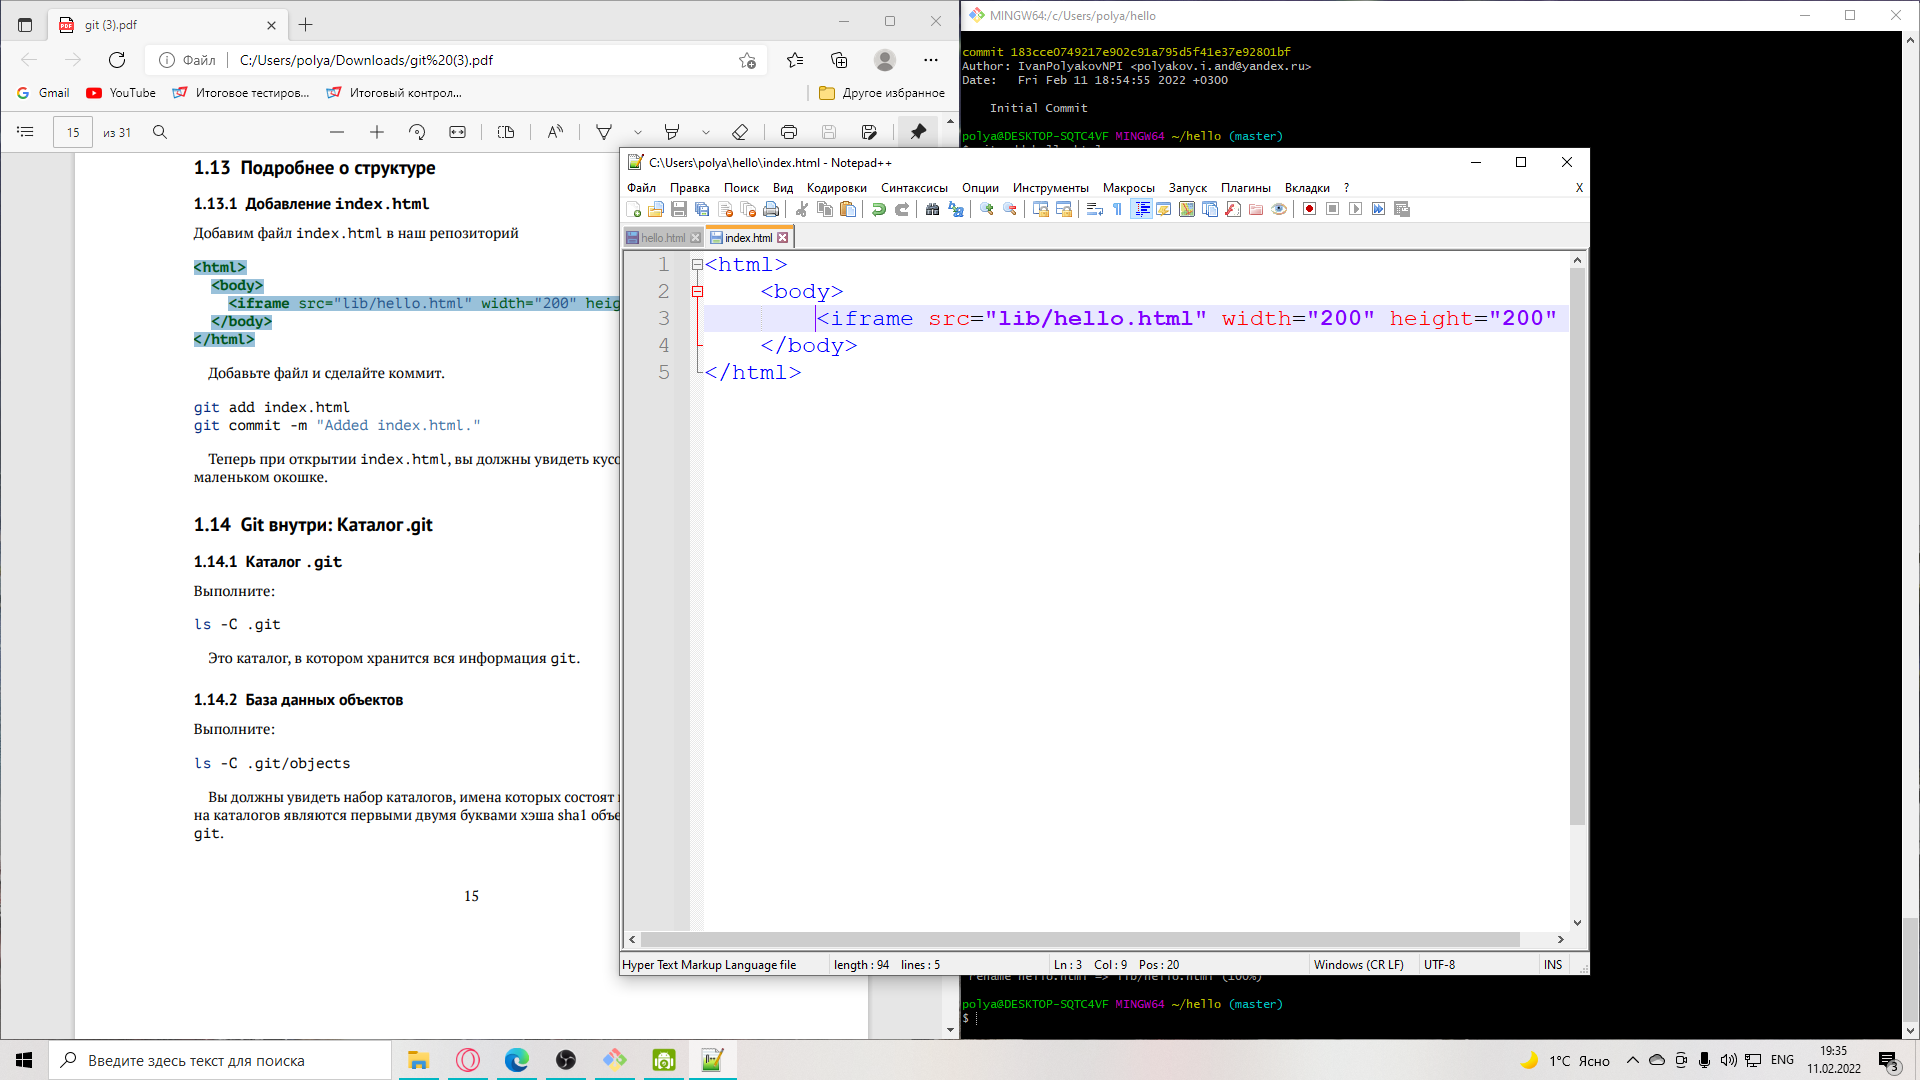 git (3).pdf
Файл
C:/Users/polya/Downloads/git%20(3).pdf
Gmail
YouTube
Итоговое тестиров...
Итоговый контрол...
Другое избранное
15
из 31
1.13 Подробнее о структуре
1.13.1 Добавление index.html
Добавим файл index.html в наш репозиторий
<html>
<body>
<iframe src="lib/hello.html" width="200" heig
</body>
</html>
Добавьте файл и сделайте коммит.
git add index.html
git commit -m "Added index.html."
Теперь при открытии index.html, вы должны увидеть кусо
маленьком окошке.
1.14 Git внутри: Каталог .git
1.14.1 Каталог .git
Выполните:
ls -C .git
Это каталог, в котором хранится вся информация git.
1.14.2 База данных объектов
Выполните:
ls -C .git/objects
Вы должны увидеть набор каталогов, имена которых состоят
на каталогов являются первыми двумя буквами хэша sha1 объе
git.
15
MINGW64:/c/Users/polya/hello
commit 183cce0749217e902c91a795d5f41e37e92801bf
Author: IvanPolyakovNPI <polyakov.i.and@yandex.ru>
Date: Fri Feb 11 18:54:55 2022 +0300
Initial Commit
polya@DESKTOP-SQTC4VF MINGW64 ~/hello (master)
C:\Users\polya\hello\index.html - Notepad++
Файл Правка Поиск Вид Кодировки Синтаксисы Опции Инструменты Макросы Запуск Плагины Вкладки ? X
hello.html
index.html
1 <html>
2 <body>
3 <iframe src="lib/hello.html" width="200" height="200"
4 </body>
5 </html>
Hyper Text Markup Language file
length : 94 lines : 5
Ln : 3 Col : 9 Pos : 20
Windows (CR LF)
UTF-8
INS
rename hello.html => lib/hello.html (100%)
polya@DESKTOP-SQTC4VF MINGW64 ~/hello (master)
$
Введите здесь текст для поиска
1°C Ясно
ENG
19:35
11.02.2022
3